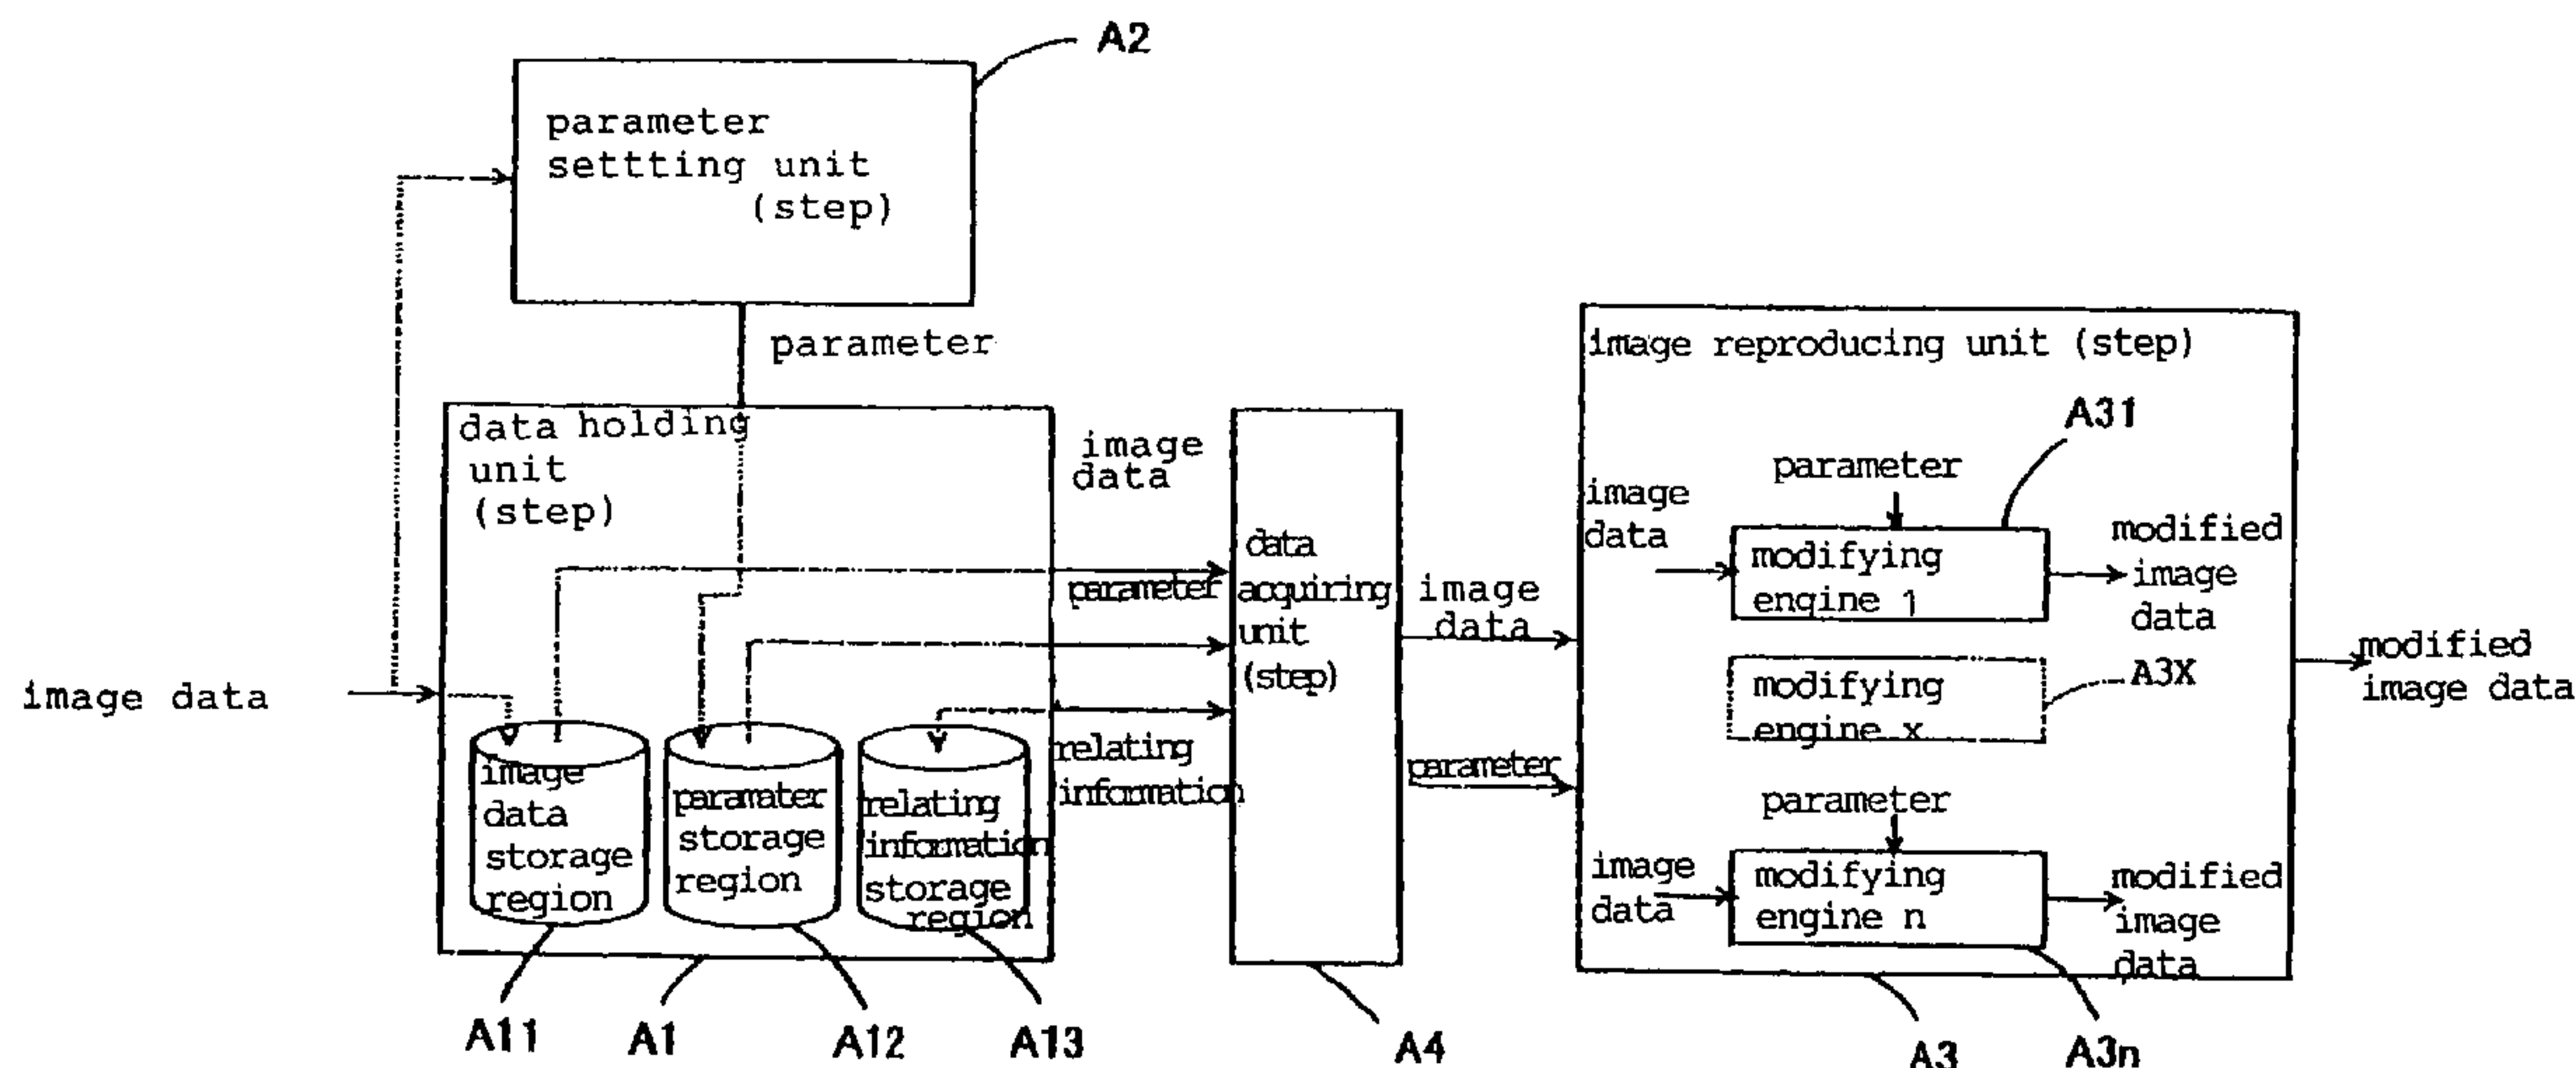 A2
parameter
settting unit
(step)
parameter
data holding
unit
(step)
image
data
parameter
relating
information
image data
image
data
storage
region
paramater
storage
region
relating
information
storage
region
A11
A1
A12
A13
data
acquiring
unit
(step)
A4
image
data
parameter
image reproducing unit (step)
A31
parameter
image
data
modifying
engine 1
modified
image
data
modifying
engine x
A3X
parameter
image
data
modifying
engine n
modified
image
data
modified
image data
A3
A3n